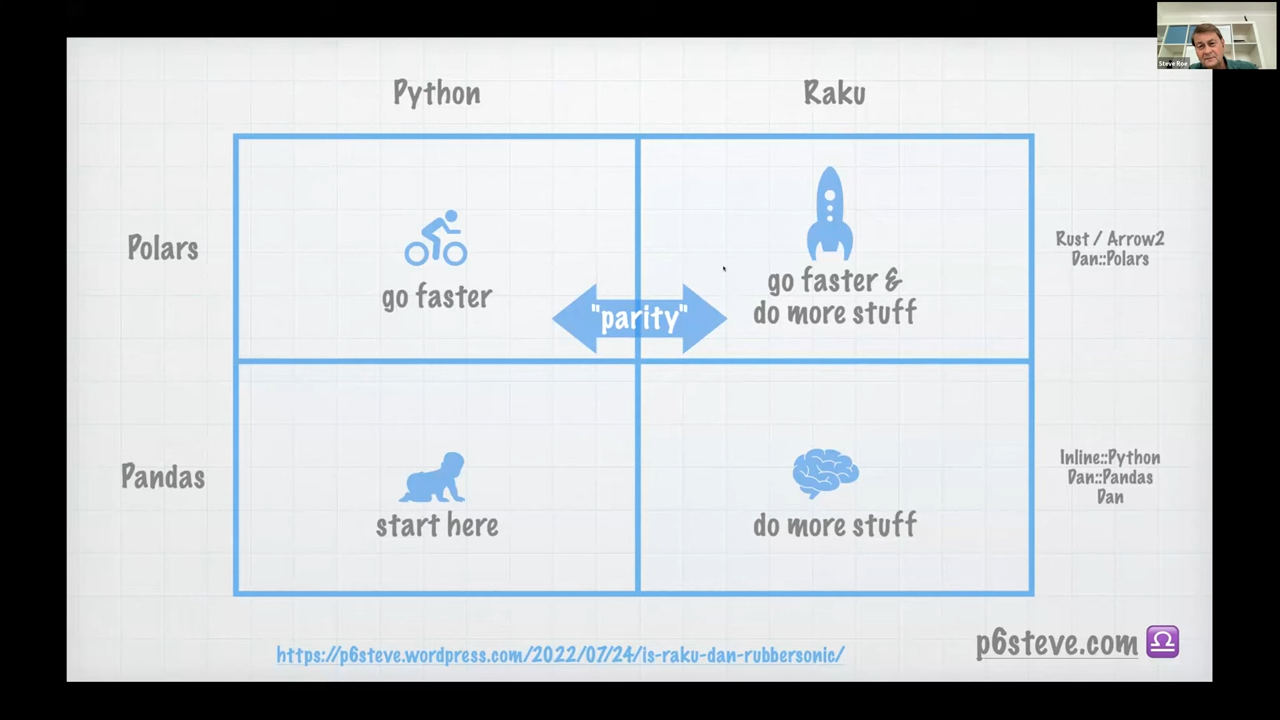 Steve Roe
Python
Raku
Polars
go faster
"parity"
go faster &
do more stuff
Rust / Arrow2
Dan::Polars
Pandas
start here
do more stuff
Inline::Python
Dan::Pandas
Dan
https://p6steve.wordpress.com/2022/07/24/is-raku-dan-rubbersonic/
p6steve.com ♎